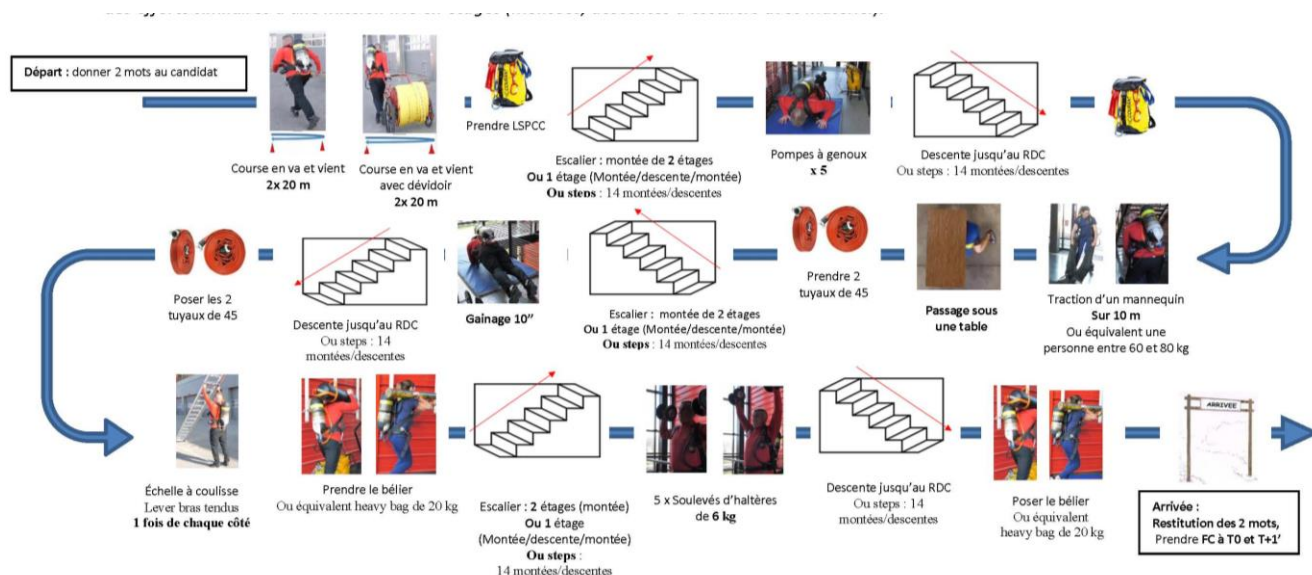 Départ : donner 2 mots au candidat
Course en va et vient
2x 20 m
Course en va et vient
avec dévidoir
2x 20 m
Prendre LSPCC
Escalier : montée de 2 étages
Ou 1 étage (Montée/descente/montée)
Ou steps : 14 montées/descentes
Pompes à genoux
x 5
Descente jusqu'au RDC
Ou steps : 14 montées/descentes
Traction d'un mannequin
Sur 10 m
Ou équivalent une
personne entre 60 et 80 kg
Passage sous
une table
Prendre 2
tuyaux de 45
Escalier : montée de 2 étages
Ou 1 étage (Montée/descente/montée)
Ou steps : 14 montées/descentes
Gainage 10’’
Descente jusqu'au RDC
Ou steps : 14
montées/descentes
Poser les 2
tuyaux de 45
Échelle à coulisse
Lever bras tendus
1 fois de chaque côté
Prendre le bélier
Ou équivalent heavy bag de 20 kg
Escalier : 2 étages (montée)
Ou 1 étage
(Montée/descente/montée)
Ou steps :
14 montées/descentes
5 x Soulevés d'haltères
de 6 kg
Descente jusqu'au RDC
Ou steps : 14
montées/descentes
Poser le bélier
Ou équivalent
heavy bag de 20 kg
ARRIVEE
Arrivée :
Restitution des 2 mots,
Prendre FC à T0 et T+1’